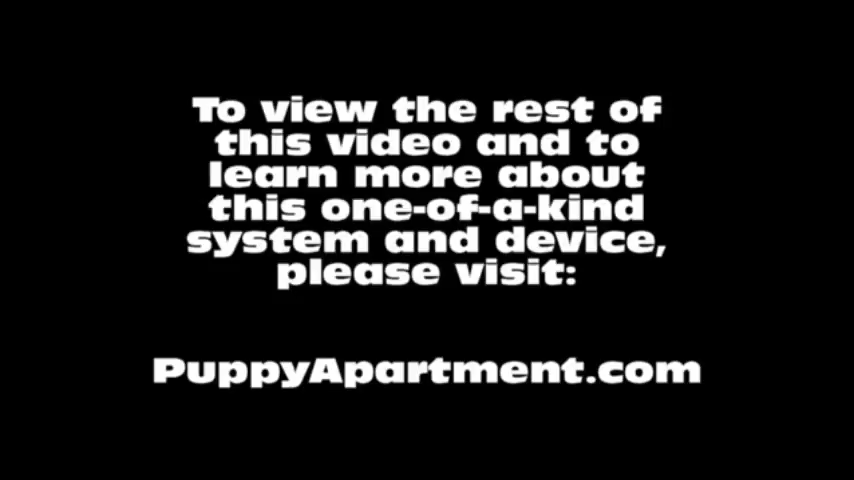 To view the rest of
this video and to
learn more about
this one-of-a-kind
system and device,
please visit:
PuppyApartment.com